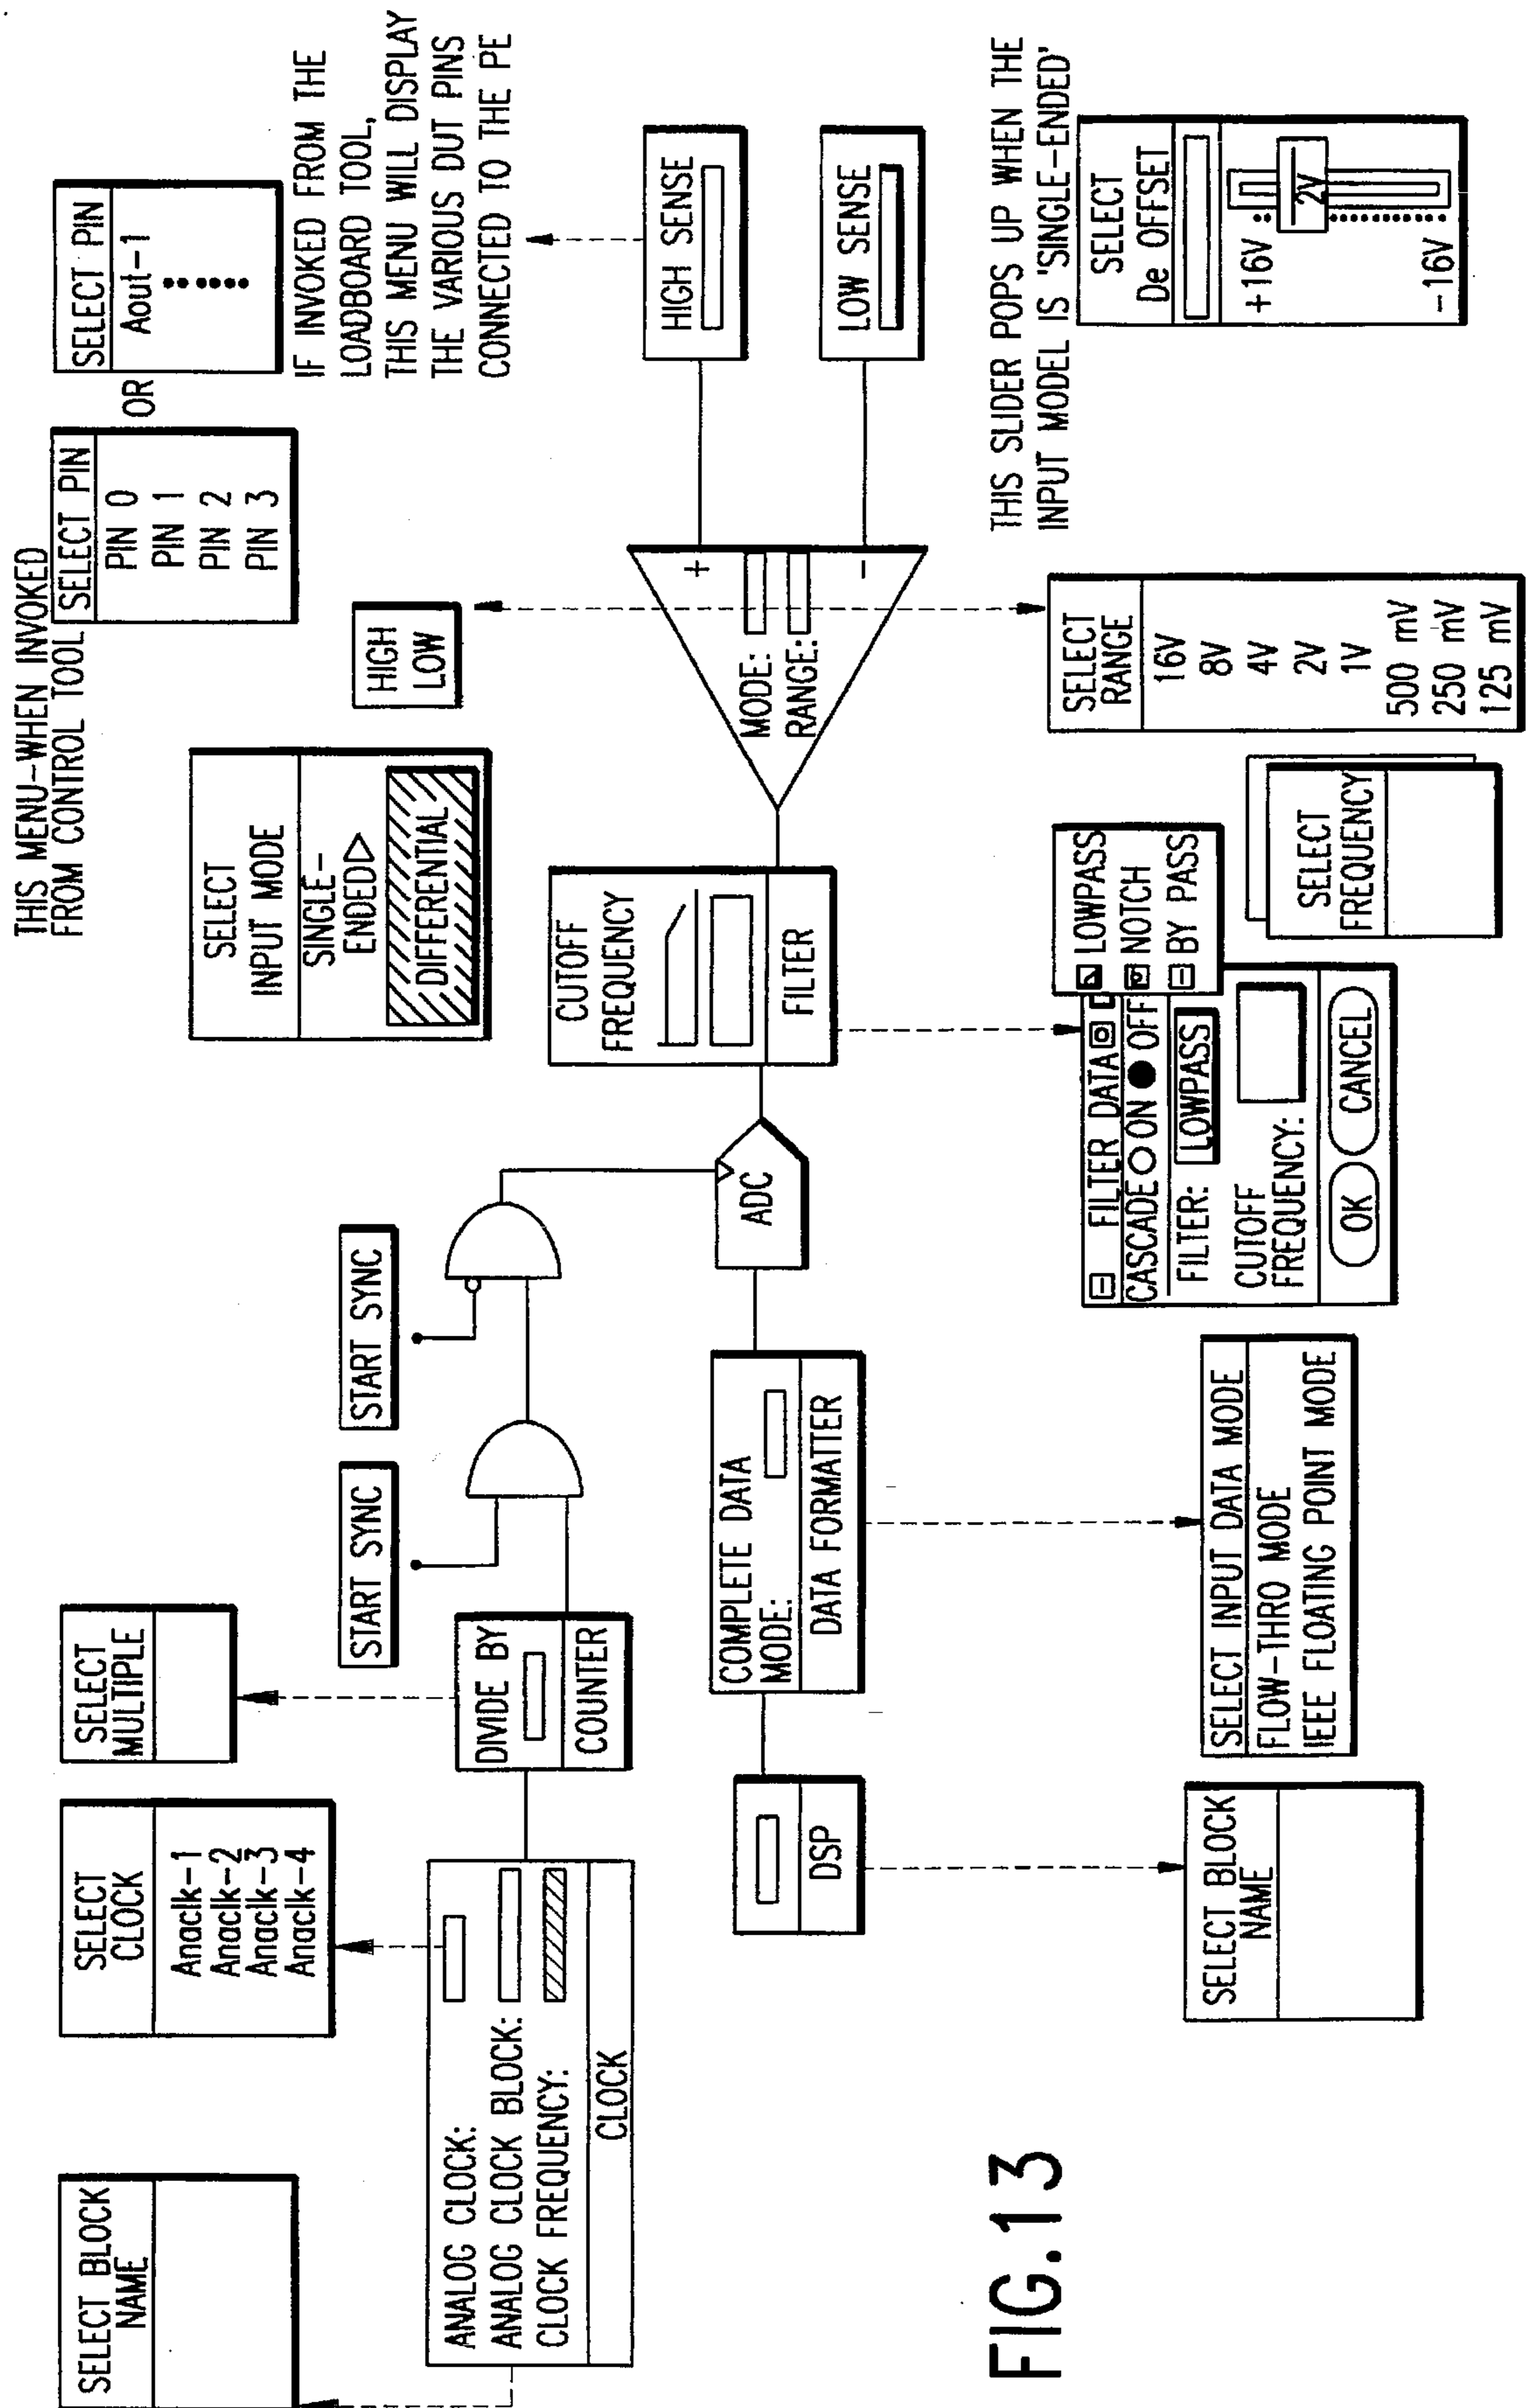 THIS MENU-WHEN INVOKED
FROM CONTROL TOOL
SELECT BLOCK
NAME
SELECT
CLOCK
Anaclk-1
Anaclk-2
Anaclk-3
Anaclk-4
SELECT
MULTIPLE
START SYNC
START SYNC
SELECT
INPUT MODE
SINGLE-
ENDED
DIFFERENTIAL
HIGH
LOW
SELECT PIN
PIN 0
PIN 1
PIN 2
PIN 3
OR
SELECT PIN
Aout-1
IF INVOKED FROM THE
LOADBOARD TOOL,
THIS MENU WILL DISPLAY
THE VARIOUS DUT PINS
CONNECTED TO THE PE
ANALOG CLOCK:
ANALOG CLOCK BLOCK:
CLOCK FREQUENCY:
CLOCK
DIVIDE BY
COUNTER
DSP
COMPLETE DATA
MODE:
DATA FORMATTER
ADC
CUTOFF
FREQUENCY
FILTER
MODE:
RANGE:
+
-
HIGH SENSE
LOW SENSE
SELECT BLOCK
NAME
SELECT INPUT DATA MODE
FLOW-THRO MODE
IEEE FLOATING POINT MODE
FILTER DATA
CASCADE ON OFF
FILTER: LOWPASS
CUTOFF
FREQUENCY:
OK CANCEL
LOWPASS
NOTCH
BY PASS
SELECT
FREQUENCY
SELECT
RANGE
16V
8V
4V
2V
1V
500 mV
250 mV
125 mV
THIS SLIDER POPS UP WHEN THE
INPUT MODEL IS 'SINGLE-ENDED'
SELECT
De OFFSET
+16V
2V
-16V
FIG.13